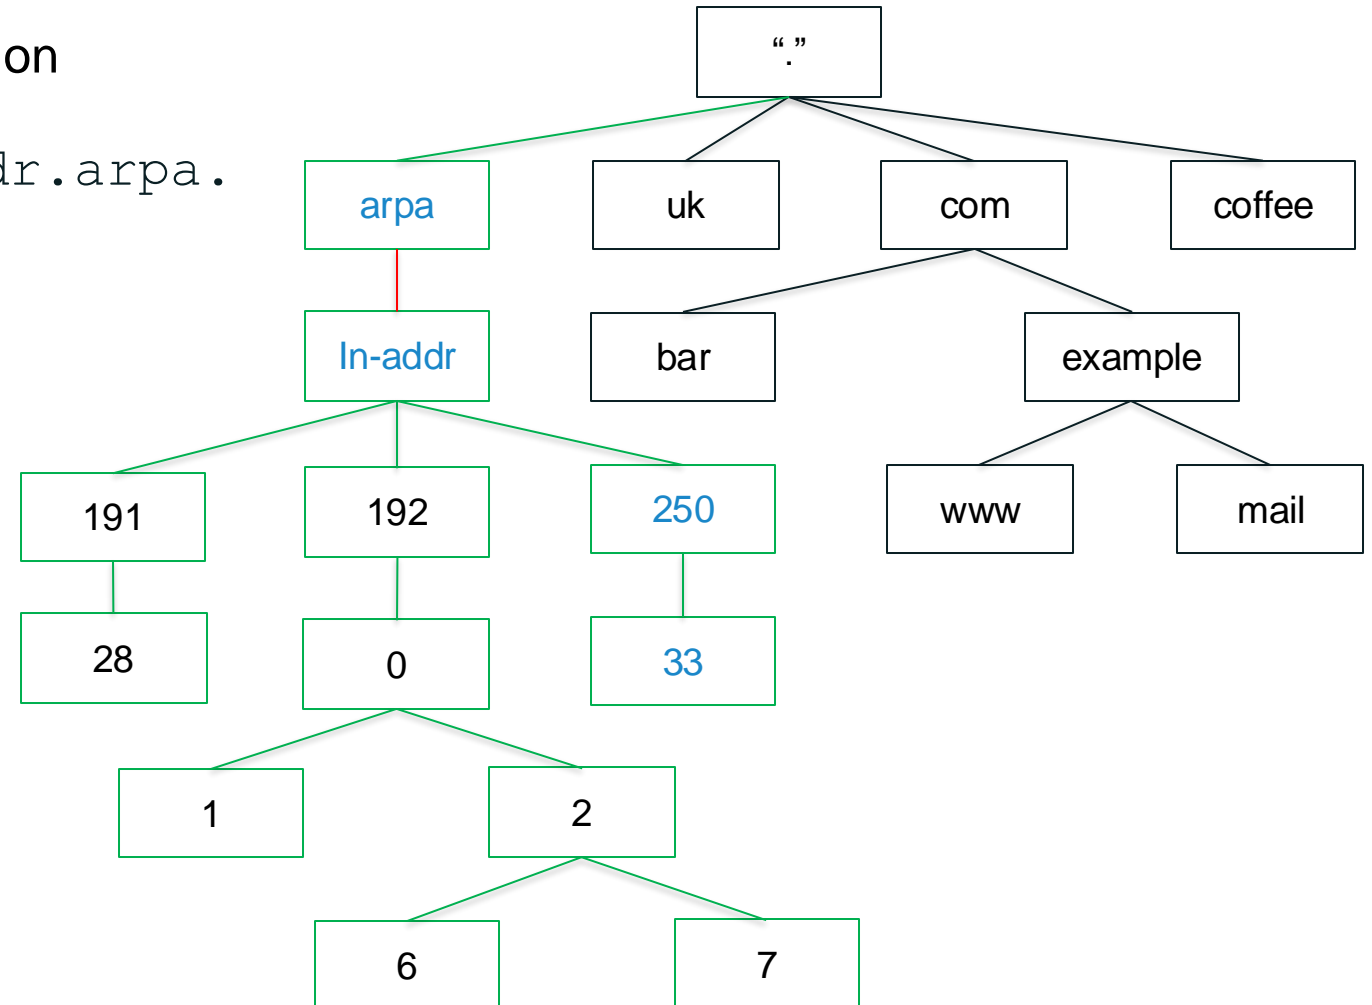 on
“.”
dr.arpa.
arpa
uk
com
coffee
In-addr
bar
example
191
192
250
www
mail
28
0
33
1
2
6
7